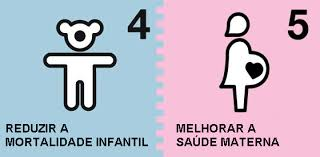 4
REDUZIR A
MORTALIDADE INFANTIL
5
MELHORAR A
SAÚDE MATERNA